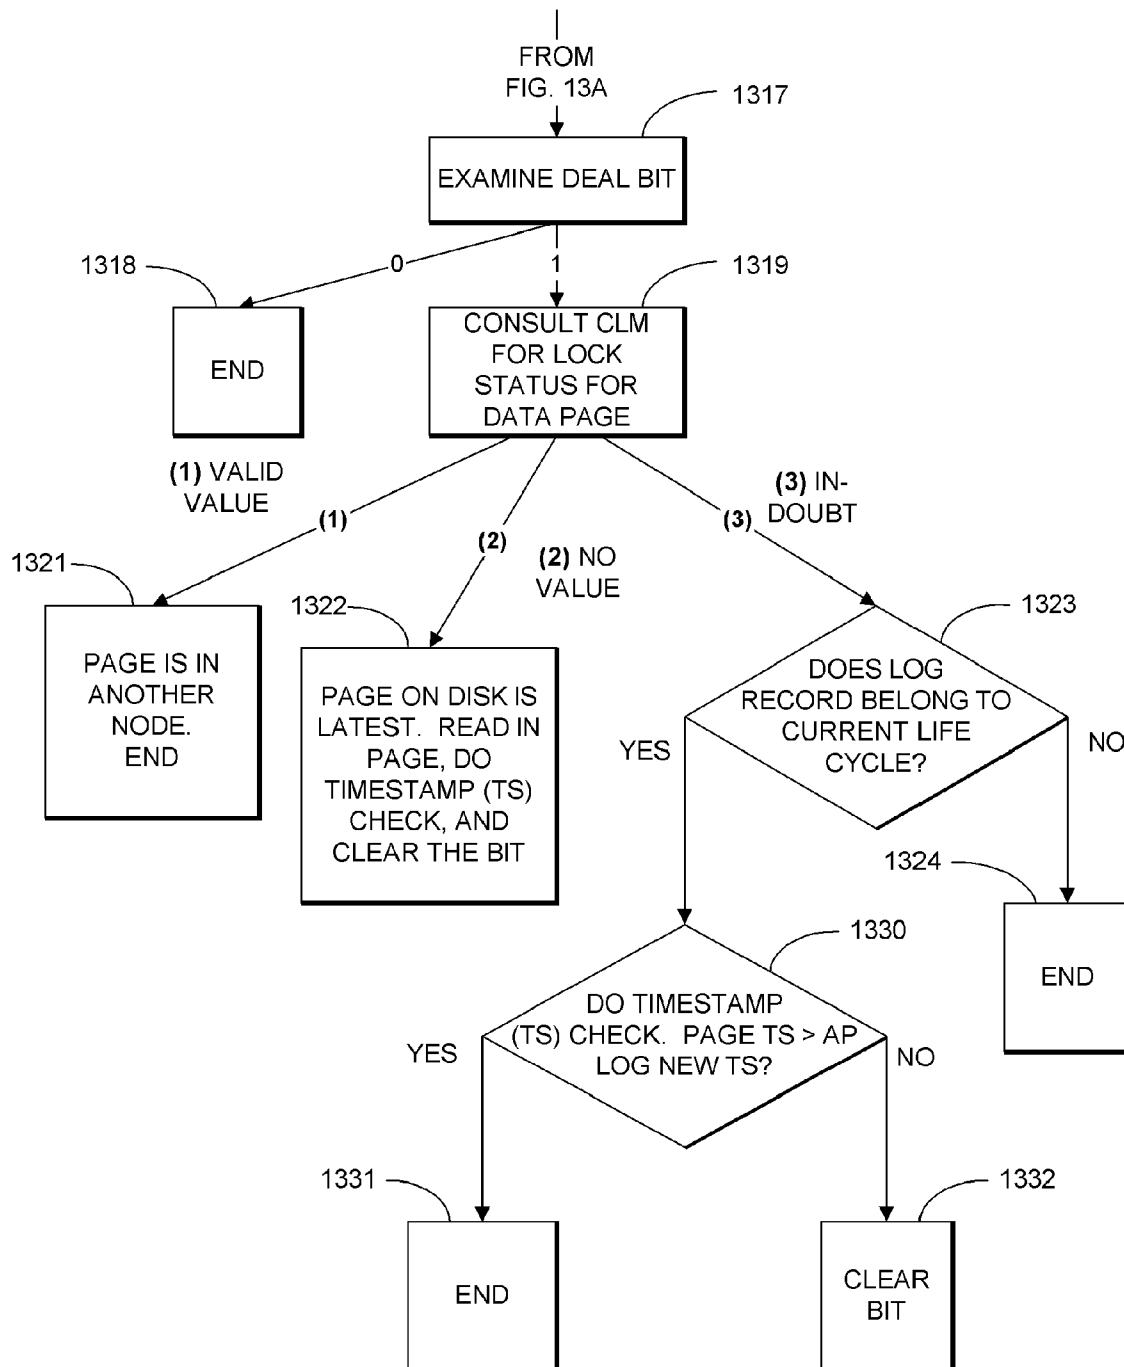 FROM
FIG. 13A
1317
EXAMINE DEAL BIT
0
1
1318
1319
END
CONSULT CLM
FOR LOCK
STATUS FOR
DATA PAGE
(1) VALID
VALUE
(1)
(2)
(2) NO
VALUE
(3)
(3) IN-
DOUBT
1321
PAGE IS IN
ANOTHER
NODE.
END
1322
PAGE ON DISK IS
LATEST. READ IN
PAGE, DO
TIMESTAMP (TS)
CHECK, AND
CLEAR THE BIT
1323
DOES LOG
RECORD BELONG TO
CURRENT LIFE
CYCLE?
YES
NO
1324
END
1330
DO TIMESTAMP
(TS) CHECK. PAGE TS > AP
LOG NEW TS?
YES
NO
1331
END
1332
CLEAR
BIT